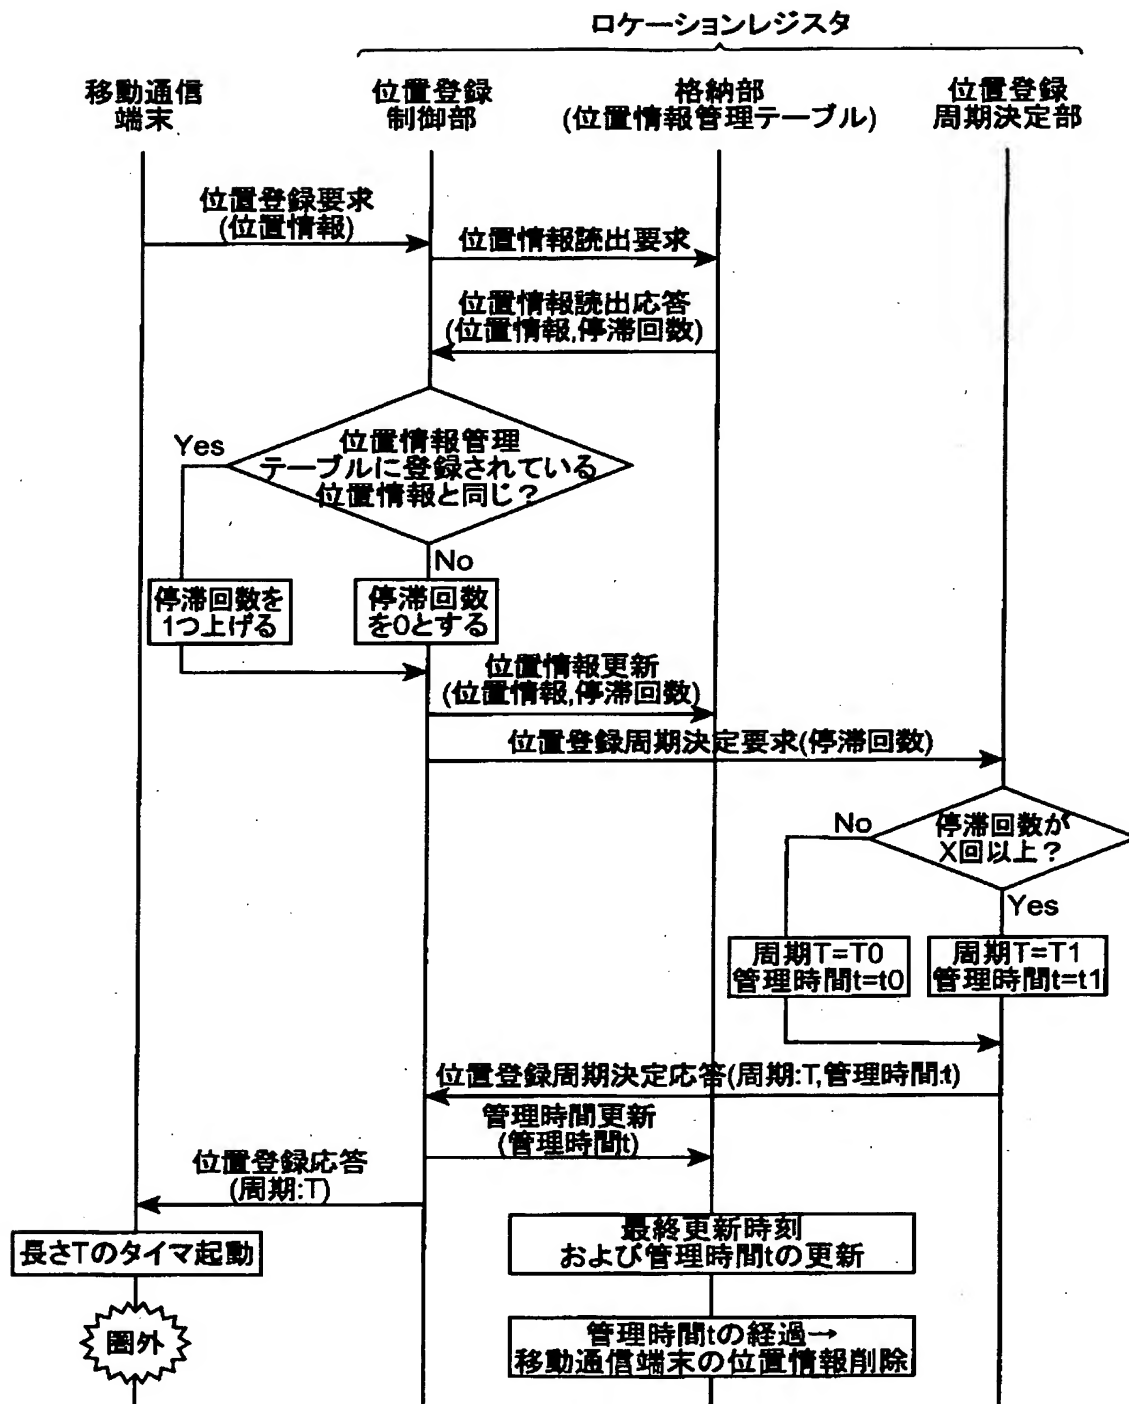 ロケーションレジスタ
移動通信
端末
位置登録
制御部
格納部
(位置情報管理テーブル)
位置登録
周期決定部
位置登録要求
(位置情報)
位置情報読出要求
位置情報読出応答
(位置情報,停滞回数)
Yes
位置情報管理
テーブルに登録されている
位置情報と同じ?
No
停滞回数を
1つ上げる
停滞回数
を0とする
位置情報更新
(位置情報,停滞回数)
位置登録周期決定要求(停滞回数)
No
停滞回数が
X回以上?
Yes
周期T=T0
管理時間t=t0
周期T=T1
管理時間t=t1
位置登録周期決定応答(周期:T,管理時間:t)
管理時間更新
(管理時間t)
位置登録応答
(周期:T)
長さTのタイマ起動
最終更新時刻
および管理時間tの更新
圏外
管理時間tの経過→
移動通信端末の位置情報削除